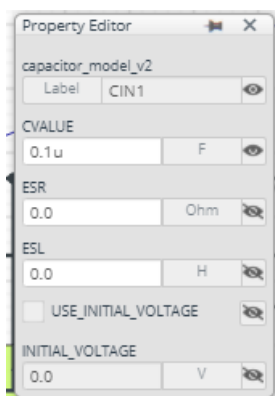 Property Editor
capacitor_model_v2
Label CIN1
CVALUE
0.1u F
ESR
0.0 Ohm
ESL
0.0 H
USE_INITIAL_VOLTAGE
INITIAL_VOLTAGE
0.0 V